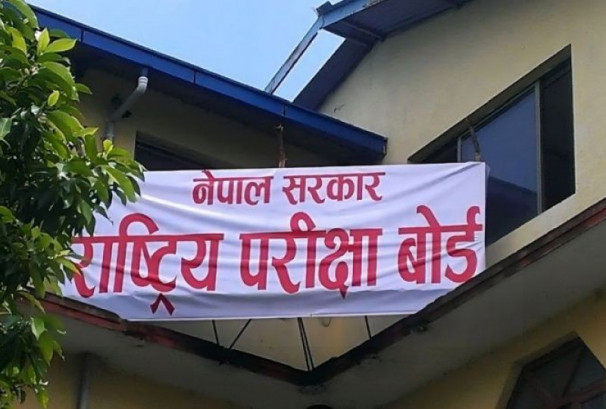 नेपाल सरकार
राष्ट्रिय परीक्षा बोर्ड